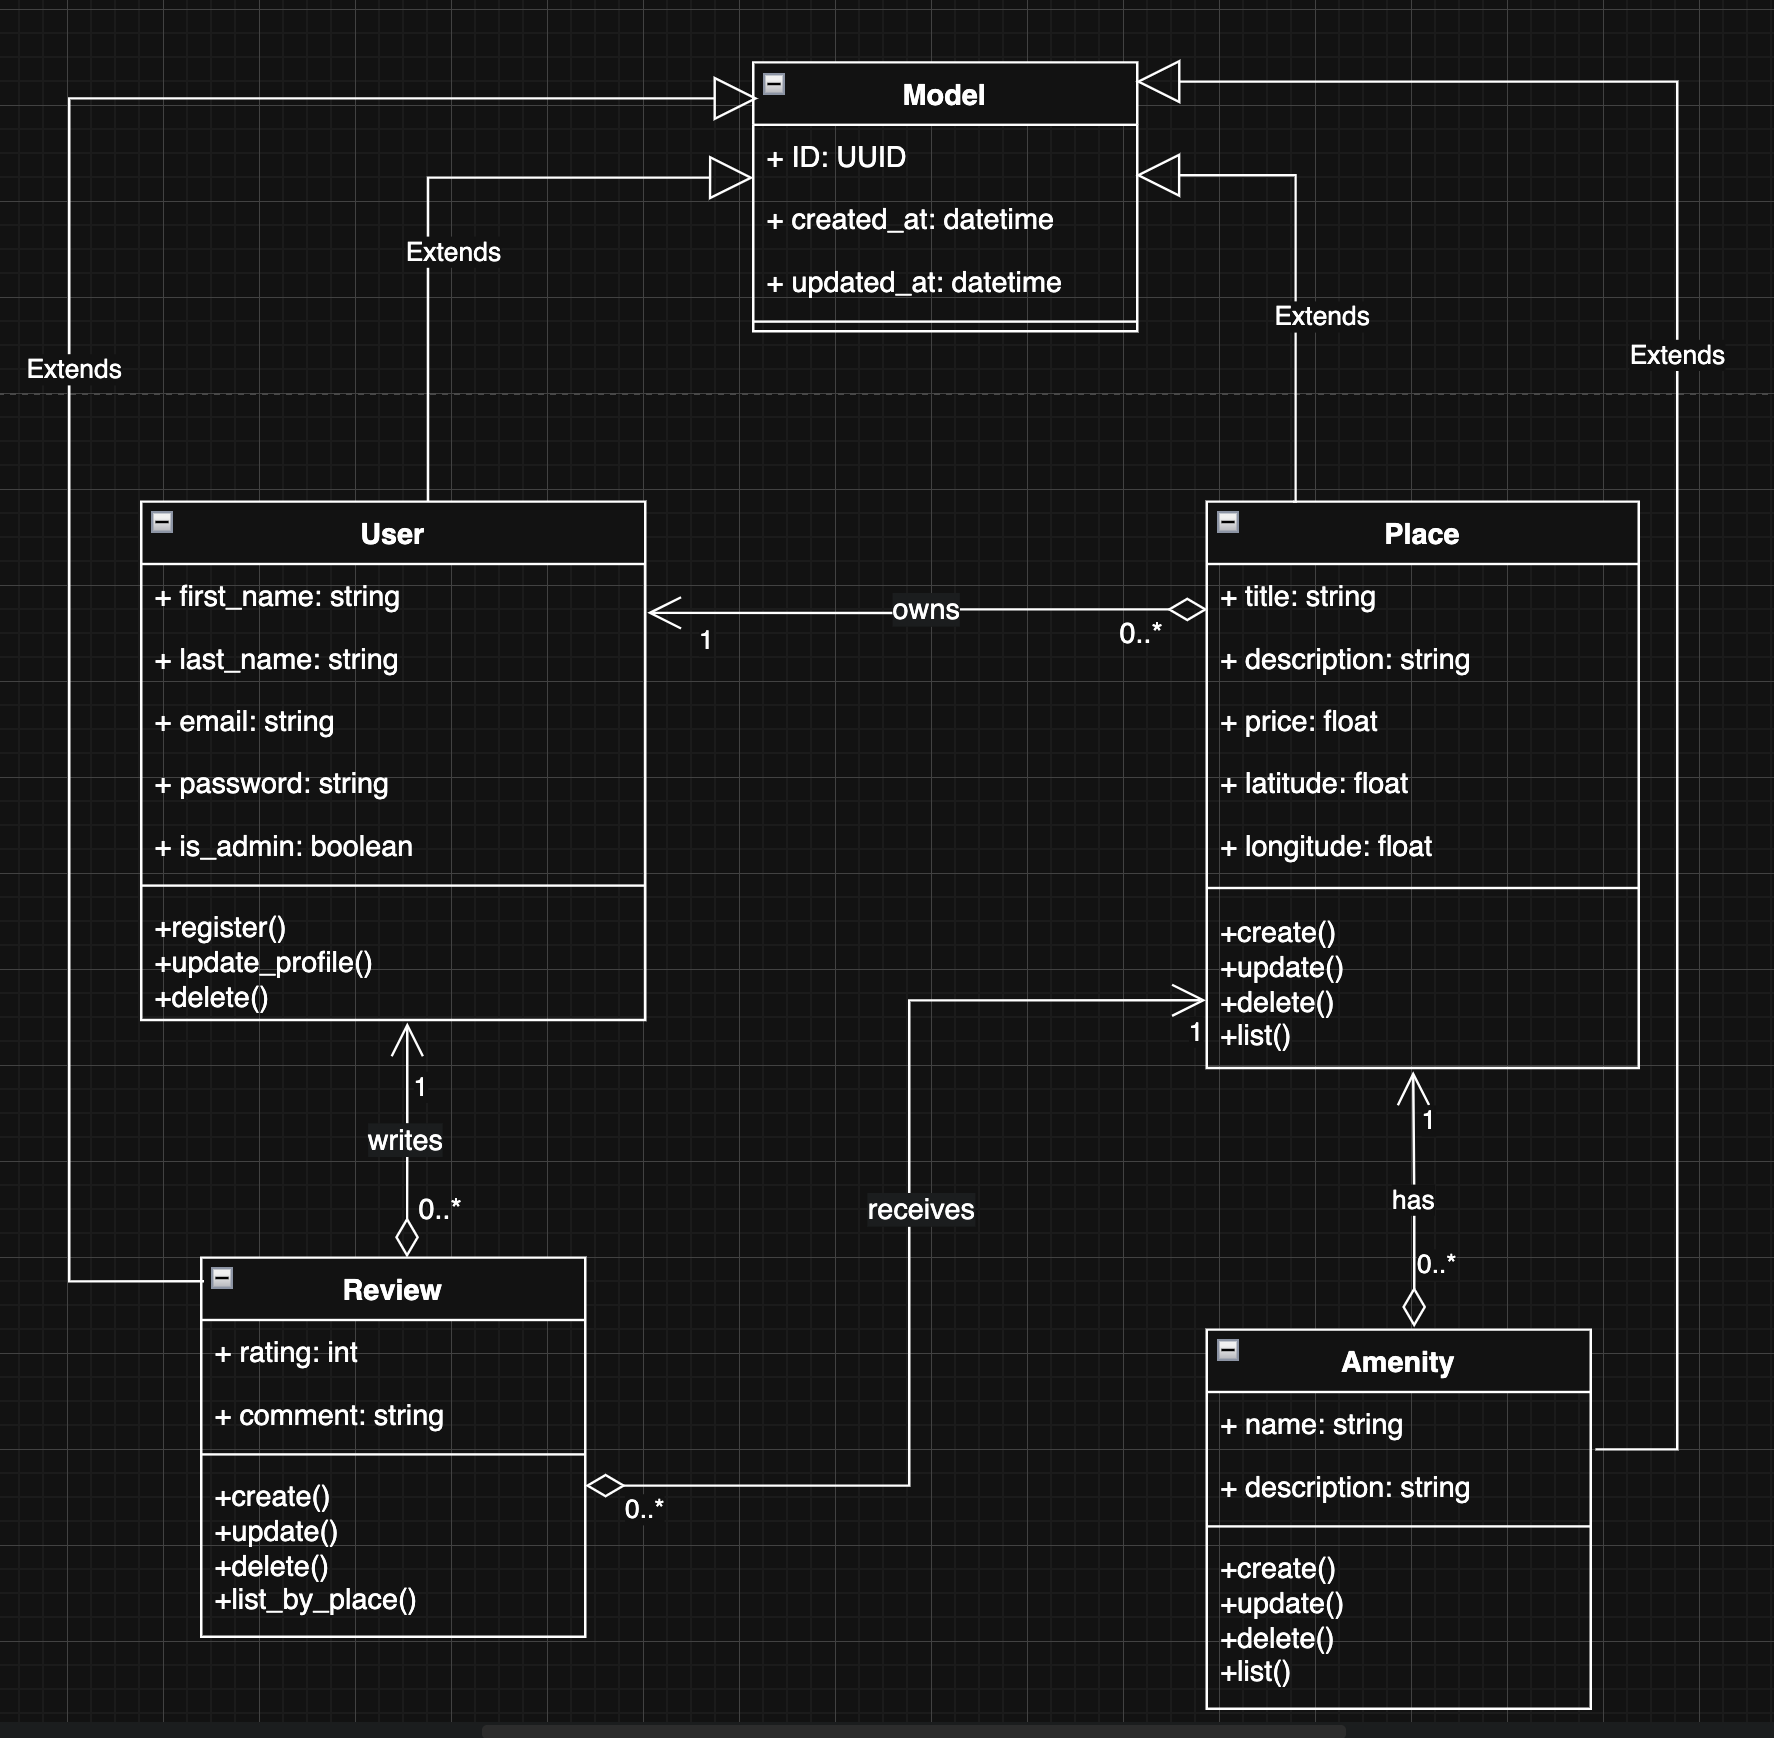 Model
+ ID: UUID
+ created_at: datetime
+ updated_at: datetime
Extends
Extends
Extends
Extends
User
+ first_name: string
+ last_name: string
+ email: string
+ password: string
+ is_admin: boolean
+register()
+update_profile()
+delete()
owns
1
0..*
Place
+ title: string
+ description: string
+ price: float
+ latitude: float
+ longitude: float
+create()
+update()
+delete()
+list()
1
writes
0..*
1
receives
0..*
1
has
0..*
Review
+ rating: int
+ comment: string
+create()
+update()
+delete()
+list_by_place()
Amenity
+ name: string
+ description: string
+create()
+update()
+delete()
+list()